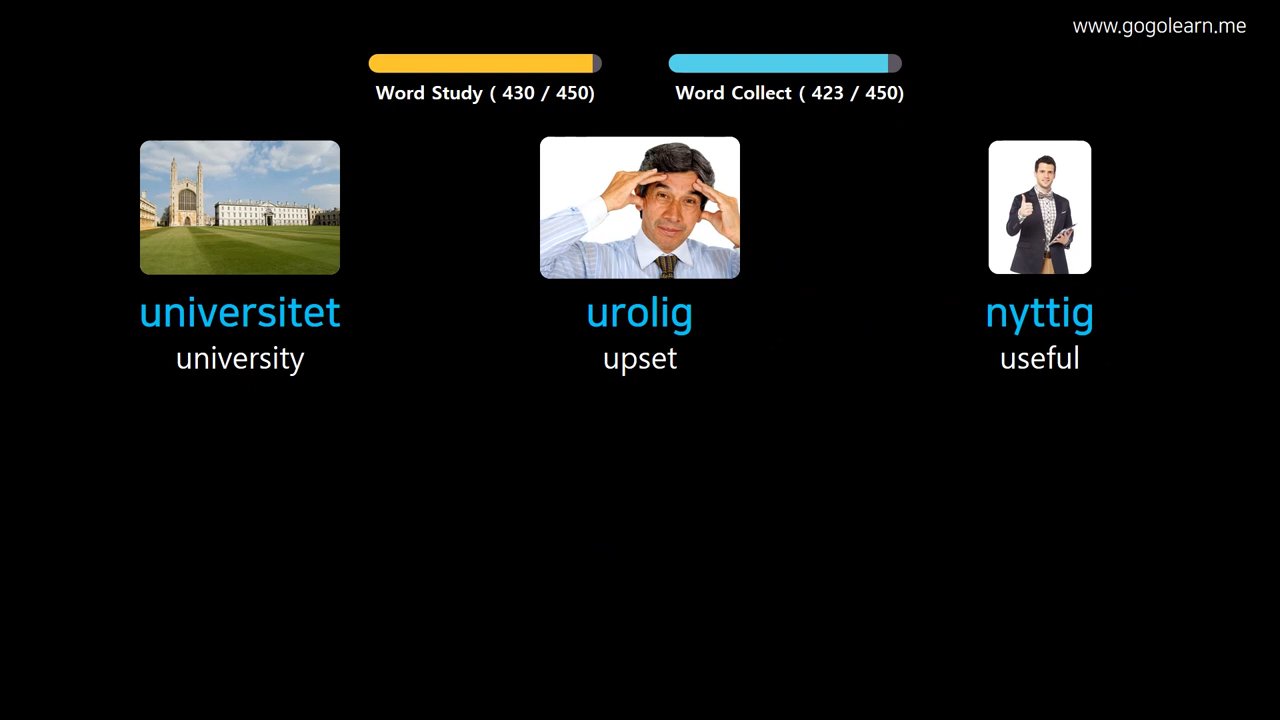 www.gogolearn.me
Word Study ( 430 / 450)
Word Collect ( 423 / 450)
universitet
university
urolig
upset
nyttig
useful